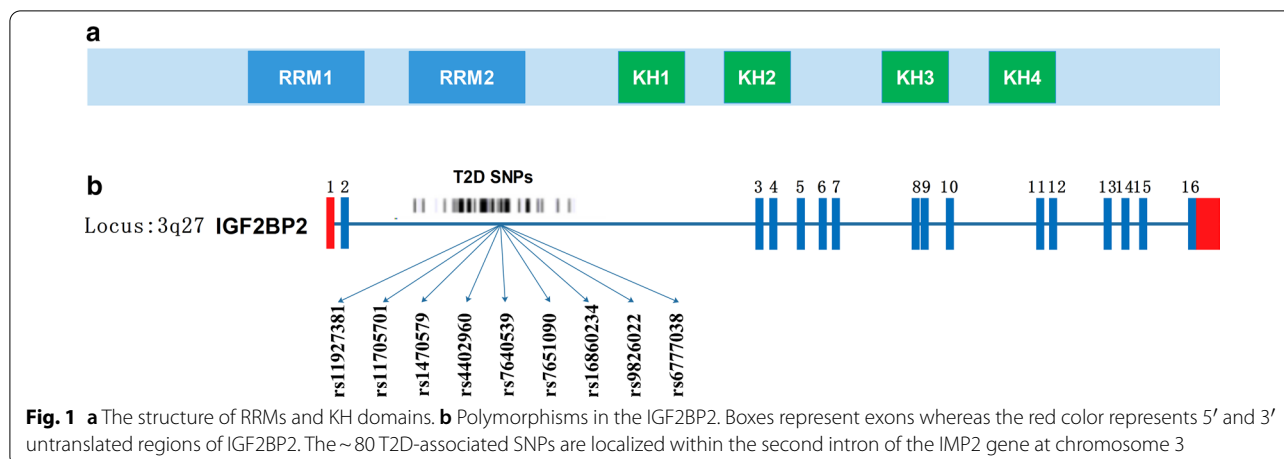 a
RRM1 RRM2 KH1 KH2 KH3 KH4
b
T2D SNPs
1 2 3 4 5 6 7 8 9 10 11 12 13 14 15 16
Locus:3q27 IGF2BP2
rs11927381
rs11705701
rs1470579
rs4402960
rs7640539
rs7651090
rs16860234
rs9826022
rs6777038
Fig. 1 a The structure of RRMs and KH domains. b Polymorphisms in the IGF2BP2. Boxes represent exons whereas the red color represents 5′ and 3′
untranslated regions of IGF2BP2. The ~ 80 T2D-associated SNPs are localized within the second intron of the IMP2 gene at chromosome 3